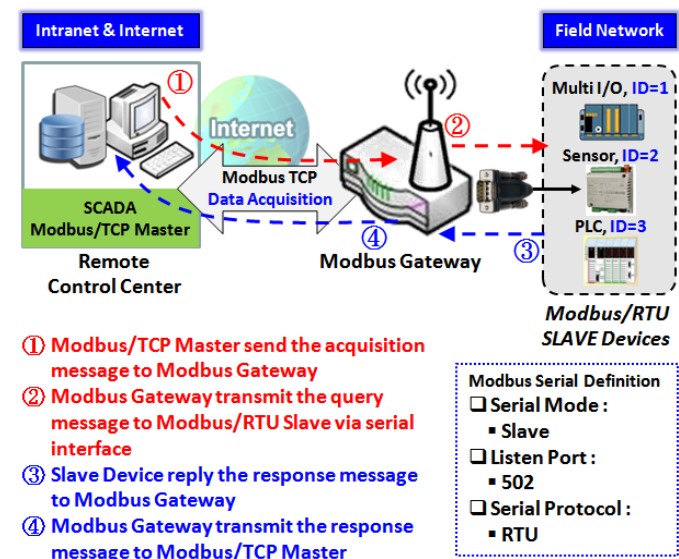 Intranet & Internet
Field Network
①
Internet
Modbus TCP
Data Acquisition
②
Multi I/O, ID=1
Sensor, ID=2
PLC, ID=3
SCADA
Modbus/TCP Master
④
③
Remote
Control Center
Modbus Gateway
Modbus/RTU
SLAVE Devices
① Modbus/TCP Master send the acquisition
message to Modbus Gateway
② Modbus Gateway transmit the query
message to Modbus/RTU Slave via serial
interface
③ Slave Device reply the response message
to Modbus Gateway
④ Modbus Gateway transmit the response
message to Modbus/TCP Master
Modbus Serial Definition
❑ Serial Mode :
▪ Slave
❑ Listen Port :
▪ 502
❑ Serial Protocol :
▪ RTU